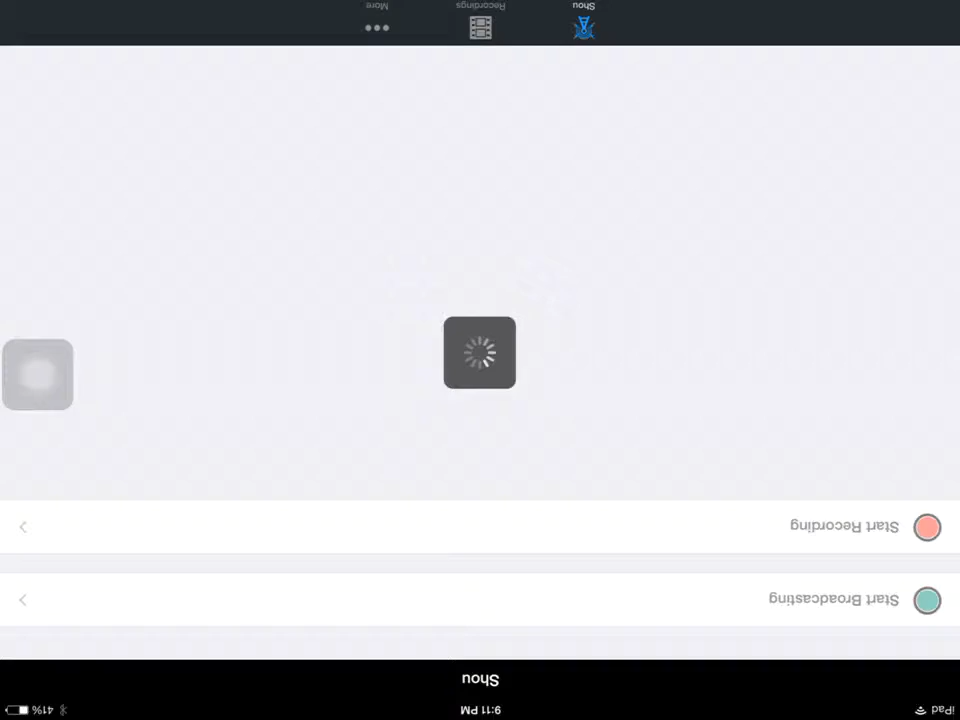 iPad 9:11 PM 41%
Shou
Start Broadcasting
Start Recording
Shou Recordings More